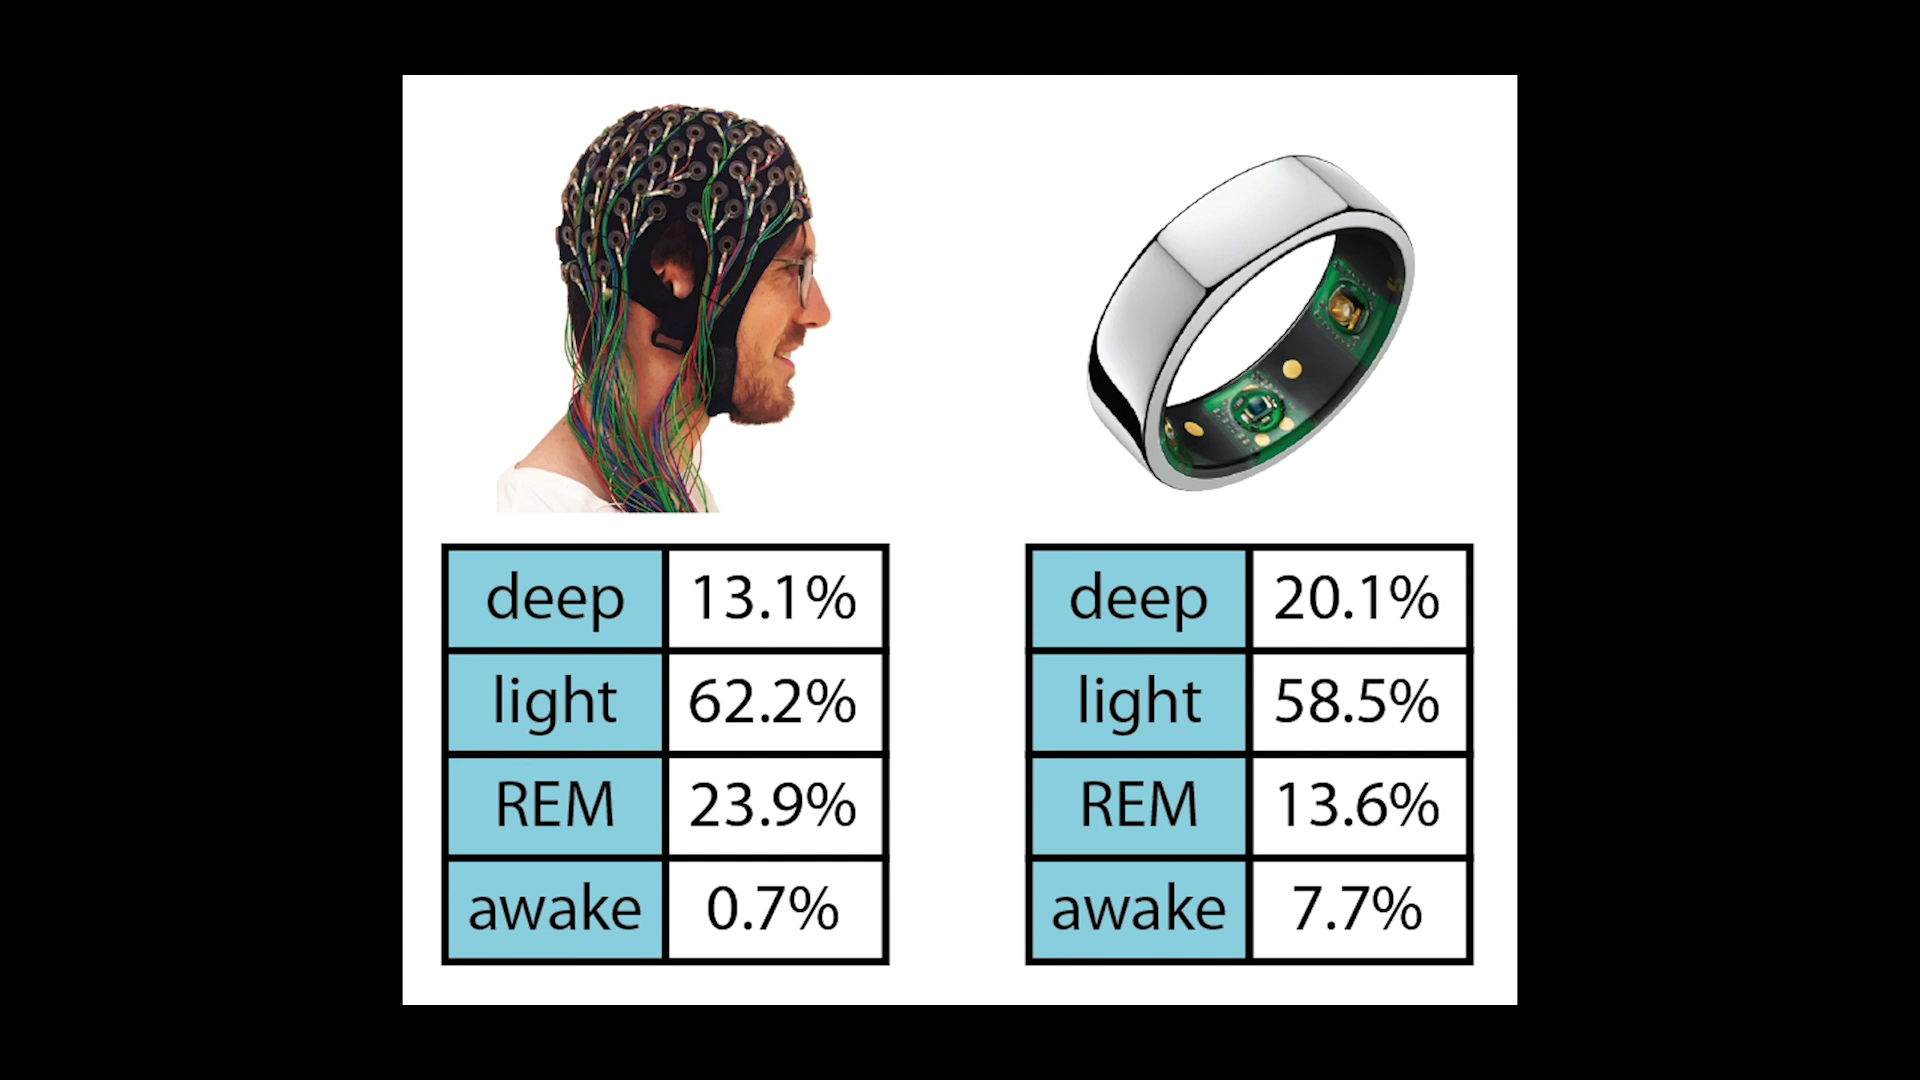 deep 13.1%
light 62.2%
REM 23.9%
awake 0.7%
deep 20.1%
light 58.5%
REM 13.6%
awake 7.7%